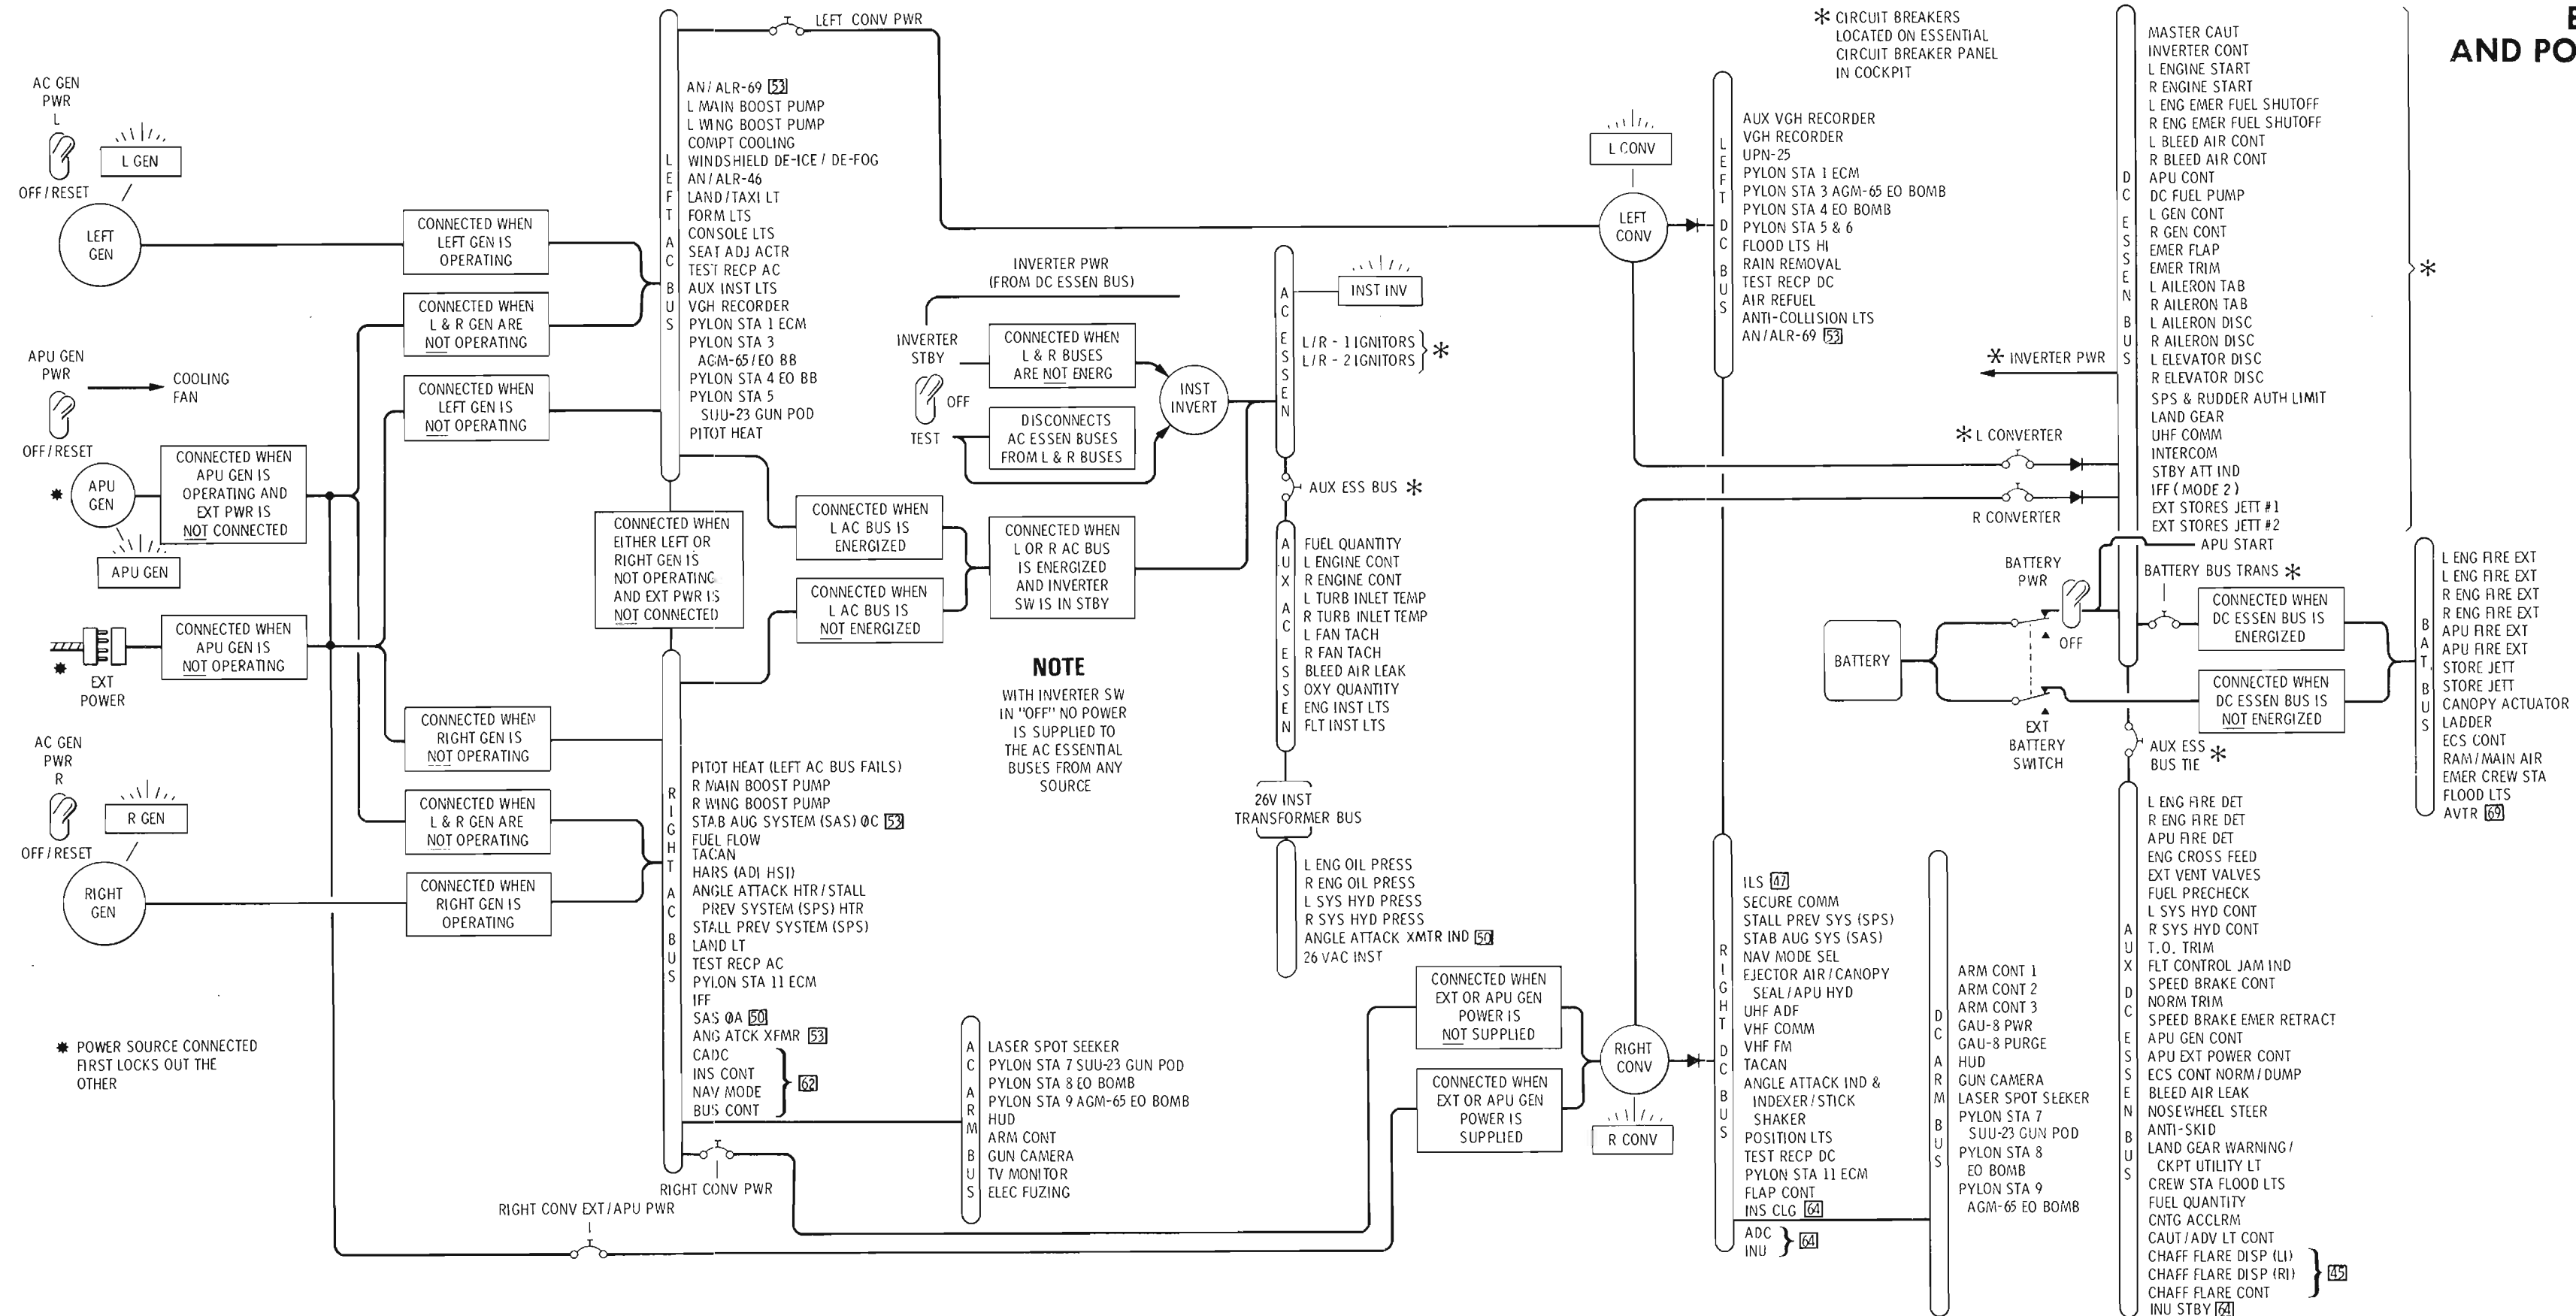 E
AND PO
AC GEN
PWR
L
OFF/RESET
L GEN
LEFT
GEN
CONNECTED WHEN
LEFT GEN IS
OPERATING
CONNECTED WHEN
L & R GEN ARE
NOT OPERATING
APU GEN
PWR
COOLING
FAN
OFF/RESET
CONNECTED WHEN
LEFT GEN IS
NOT OPERATING
✸ APU
GEN
CONNECTED WHEN
APU GEN IS
OPERATING AND
EXT PWR IS
NOT CONNECTED
APU GEN
✸ EXT
POWER
CONNECTED WHEN
APU GEN IS
NOT OPERATING
CONNECTED WHEN
RIGHT GEN IS
NOT OPERATING
AC GEN
PWR
R
OFF/RESET
R GEN
CONNECTED WHEN
L & R GEN ARE
NOT OPERATING
RIGHT
GEN
CONNECTED WHEN
RIGHT GEN IS
OPERATING
✸ POWER SOURCE CONNECTED
FIRST LOCKS OUT THE
OTHER
LEFT CONV PWR
LEFT AC BUS
AN/ALR-69 53
L MAIN BOOST PUMP
L WING BOOST PUMP
COMPT COOLING
WINDSHIELD DE-ICE / DE-FOG
AN/ALR-46
LAND/TAXI LT
FORM LTS
CONSOLE LTS
SEAT ADJ ACTR
TEST RECP AC
AUX INST LTS
VGH RECORDER
PYLON STA 1 ECM
PYLON STA 3
AGM-65/EO BB
PYLON STA 4 EO BB
PYLON STA 5
SUU-23 GUN POD
PITOT HEAT
CONNECTED WHEN
EITHER LEFT OR
RIGHT GEN IS
NOT OPERATING
AND EXT PWR IS
NOT CONNECTED
RIGHT AC BUS
PITOT HEAT (LEFT AC BUS FAILS)
R MAIN BOOST PUMP
R WING BOOST PUMP
STAB AUG SYSTEM (SAS) ØC 53
FUEL FLOW
TACAN
HARS (ADI HSI)
ANGLE ATTACK HTR/STALL
PREV SYSTEM (SPS) HTR
STALL PREV SYSTEM (SPS)
LAND LT
TEST RECP AC
PYLON STA 11 ECM
IFF
SAS ØA 50
ANG ATCK XFMR 53
CADC
INS CONT
NAV MODE
BUS CONT
62
RIGHT CONV PWR
RIGHT CONV EXT/APU PWR
CONNECTED WHEN
L AC BUS IS
ENERGIZED
CONNECTED WHEN
L AC BUS IS
NOT ENERGIZED
INVERTER PWR
(FROM DC ESSEN BUS)
INVERTER
STBY
OFF
TEST
CONNECTED WHEN
L & R BUSES
ARE NOT ENERG
DISCONNECTS
AC ESSEN BUSES
FROM L & R BUSES
INST
INVERT
CONNECTED WHEN
L OR R AC BUS
IS ENERGIZED
AND INVERTER
SW IS IN STBY
NOTE
WITH INVERTER SW
IN "OFF" NO POWER
IS SUPPLIED TO
THE AC ESSENTIAL
BUSES FROM ANY
SOURCE
AC ARM BUS
LASER SPOT SEEKER
PYLON STA 7 SUU-23 GUN POD
PYLON STA 8 EO BOMB
PYLON STA 9 AGM-65 EO BOMB
HUD
ARM CONT
GUN CAMERA
TV MONITOR
ELEC FUZING
AC ESSEN
INST INV
L/R - 1 IGNITORS
L/R - 2 IGNITORS
*
AUX ESS BUS *
AUX AC ESSEN
FUEL QUANTITY
L ENGINE CONT
R ENGINE CONT
L TURB INLET TEMP
R TURB INLET TEMP
L FAN TACH
R FAN TACH
BLEED AIR LEAK
OXY QUANTITY
ENG INST LTS
FLT INST LTS
26V INST
TRANSFORMER BUS
L ENG OIL PRESS
R ENG OIL PRESS
L SYS HYD PRESS
R SYS HYD PRESS
ANGLE ATTACK XMTR IND 50
26 VAC INST
CONNECTED WHEN
EXT OR APU GEN
POWER IS
NOT SUPPLIED
CONNECTED WHEN
EXT OR APU GEN
POWER IS
SUPPLIED
L CONV
LEFT
CONV
RIGHT
CONV
R CONV
* CIRCUIT BREAKERS
LOCATED ON ESSENTIAL
CIRCUIT BREAKER PANEL
IN COCKPIT
LEFT DC BUS
AUX VGH RECORDER
VGH RECORDER
UPN-25
PYLON STA 1 ECM
PYLON STA 3 AGM-65 EO BOMB
PYLON STA 4 EO BOMB
PYLON STA 5 & 6
FLOOD LTS HI
RAIN REMOVAL
TEST RECP DC
AIR REFUEL
ANTI-COLLISION LTS
AN/ALR-69 53
RIGHT DC BUS
ILS 47
SECURE COMM
STALL PREV SYS (SPS)
STAB AUG SYS (SAS)
NAV MODE SEL
EJECTOR AIR/CANOPY
SEAL/APU HYD
UHF ADF
VHF COMM
VHF FM
TACAN
ANGLE ATTACK IND &
INDEXER/STICK
SHAKER
POSITION LTS
TEST RECP DC
PYLON STA 11 ECM
FLAP CONT
INS CLG 64
ADC
INU
64
DC ARM BUS
ARM CONT 1
ARM CONT 2
ARM CONT 3
GAU-8 PWR
GAU-8 PURGE
HUD
GUN CAMERA
LASER SPOT SEEKER
PYLON STA 7
SUU-23 GUN POD
PYLON STA 8
EO BOMB
PYLON STA 9
AGM-65 EO BOMB
* INVERTER PWR
* L CONVERTER
R CONVERTER
DC ESSEN BUS
MASTER CAUT
INVERTER CONT
L ENGINE START
R ENGINE START
L ENG EMER FUEL SHUTOFF
R ENG EMER FUEL SHUTOFF
L BLEED AIR CONT
R BLEED AIR CONT
APU CONT
DC FUEL PUMP
L GEN CONT
R GEN CONT
EMER FLAP
EMER TRIM
L AILERON TAB
R AILERON TAB
L AILERON DISC
R AILERON DISC
L ELEVATOR DISC
R ELEVATOR DISC
SPS & RUDDER AUTH LIMIT
LAND GEAR
UHF COMM
INTERCOM
STBY ATT IND
IFF (MODE 2)
EXT STORES JETT #1
EXT STORES JETT #2
*
APU START
BATTERY
PWR
OFF
BATTERY BUS TRANS *
BATTERY
EXT
BATTERY
SWITCH
CONNECTED WHEN
DC ESSEN BUS IS
ENERGIZED
CONNECTED WHEN
DC ESSEN BUS IS
NOT ENERGIZED
AUX ESS
BUS TIE *
BAT. BUS
L ENG FIRE EXT
L ENG FIRE EXT
R ENG FIRE EXT
R ENG FIRE EXT
APU FIRE EXT
APU FIRE EXT
STORE JETT
STORE JETT
CANOPY ACTUATOR
LADDER
ECS CONT
RAM/MAIN AIR
EMER CREW STA
FLOOD LTS
AVTR 69
AUX DC ESSEN BUS
L ENG FIRE DET
R ENG FIRE DET
APU FIRE DET
ENG CROSS FEED
EXT VENT VALVES
FUEL PRECHECK
L SYS HYD CONT
R SYS HYD CONT
T.O. TRIM
FLT CONTROL JAM IND
SPEED BRAKE CONT
NORM TRIM
SPEED BRAKE EMER RETRACT
APU GEN CONT
APU EXT POWER CONT
ECS CONT NORM/DUMP
BLEED AIR LEAK
NOSEWHEEL STEER
ANTI-SKID
LAND GEAR WARNING/
CKPT UTILITY LT
CREW STA FLOOD LTS
FUEL QUANTITY
CNTG ACCLRM
CAUT/ADV LT CONT
CHAFF FLARE DISP (LI)
CHAFF FLARE DISP (RI)
CHAFF FLARE CONT
45
INU STBY 64